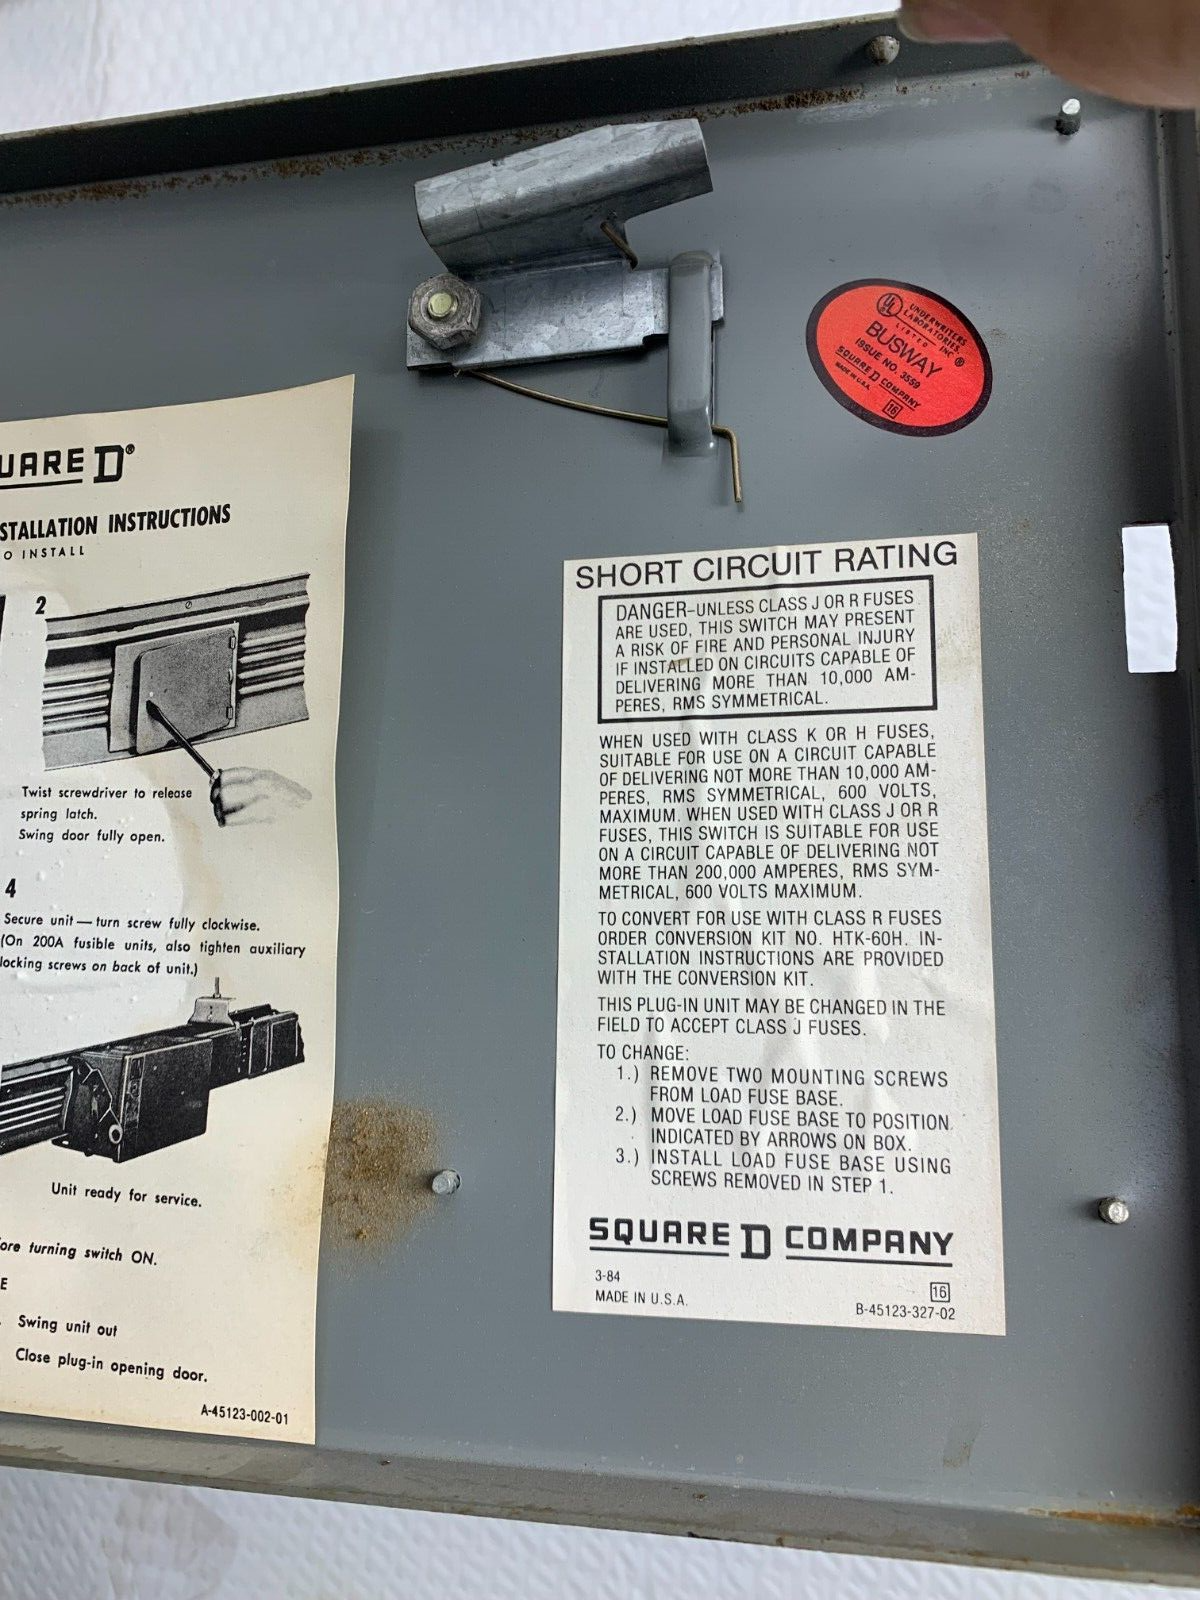 UNDERWRITERS
LABORATORIES, INC.®
UL
LISTED
BUSWAY
ISSUE NO. 3559
SQUARE D COMPANY
MADE IN U.S.A.
16
UARE D®
STALLATION INSTRUCTIONS
O INSTALL
2
Twist screwdriver to release
spring latch.
Swing door fully open.
4
Secure unit — turn screw fully clockwise.
(On 200A fusible units, also tighten auxiliary
locking screws on back of unit.)
Unit ready for service.
ore turning switch ON.
E
Swing unit out
Close plug-in opening door.
A-45123-002-01
SHORT CIRCUIT RATING
DANGER-UNLESS CLASS J OR R FUSES
ARE USED, THIS SWITCH MAY PRESENT
A RISK OF FIRE AND PERSONAL INJURY
IF INSTALLED ON CIRCUITS CAPABLE OF
DELIVERING MORE THAN 10,000 AM-
PERES, RMS SYMMETRICAL.
WHEN USED WITH CLASS K OR H FUSES,
SUITABLE FOR USE ON A CIRCUIT CAPABLE
OF DELIVERING NOT MORE THAN 10,000 AM-
PERES, RMS SYMMETRICAL, 600 VOLTS,
MAXIMUM. WHEN USED WITH CLASS J OR R
FUSES, THIS SWITCH IS SUITABLE FOR USE
ON A CIRCUIT CAPABLE OF DELIVERING NOT
MORE THAN 200,000 AMPERES, RMS SYM-
METRICAL, 600 VOLTS MAXIMUM.
TO CONVERT FOR USE WITH CLASS R FUSES
ORDER CONVERSION KIT NO. HTK-60H. IN-
STALLATION INSTRUCTIONS ARE PROVIDED
WITH THE CONVERSION KIT.
THIS PLUG-IN UNIT MAY BE CHANGED IN THE
FIELD TO ACCEPT CLASS J FUSES.
TO CHANGE:
1.) REMOVE TWO MOUNTING SCREWS
FROM LOAD FUSE BASE.
2.) MOVE LOAD FUSE BASE TO POSITION
INDICATED BY ARROWS ON BOX.
3.) INSTALL LOAD FUSE BASE USING
SCREWS REMOVED IN STEP 1.
SQUARE D COMPANY
3-84
MADE IN U.S.A.
16
B-45123-327-02